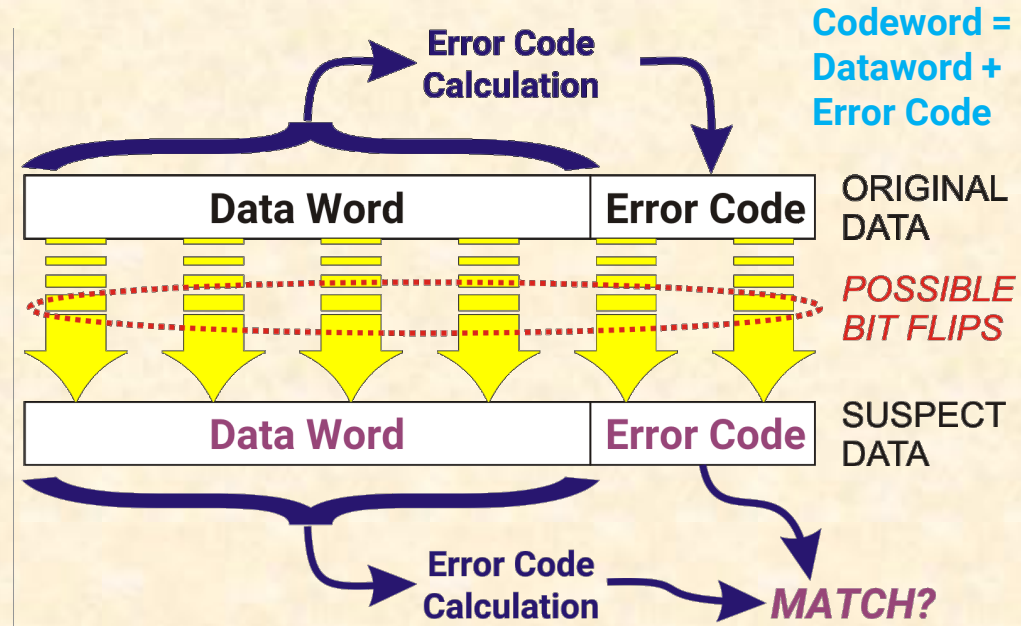 Error Code
Calculation
Codeword =
Dataword +
Error Code
Data Word
Error Code
ORIGINAL
DATA
POSSIBLE
BIT FLIPS
Data Word
Error Code
SUSPECT
DATA
Error Code
Calculation
MATCH?